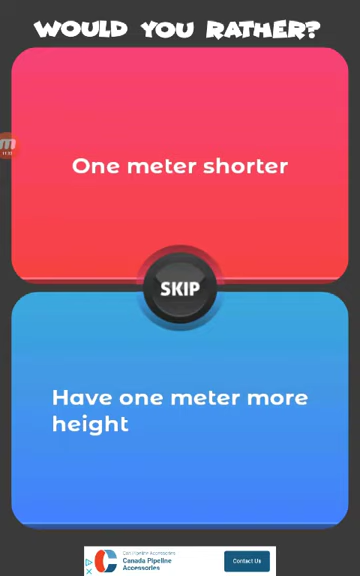 WOULD YOU RATHER?
One meter shorter
SKIP
Have one meter more
height
Canada Pipeline
Accessories
Contact Us